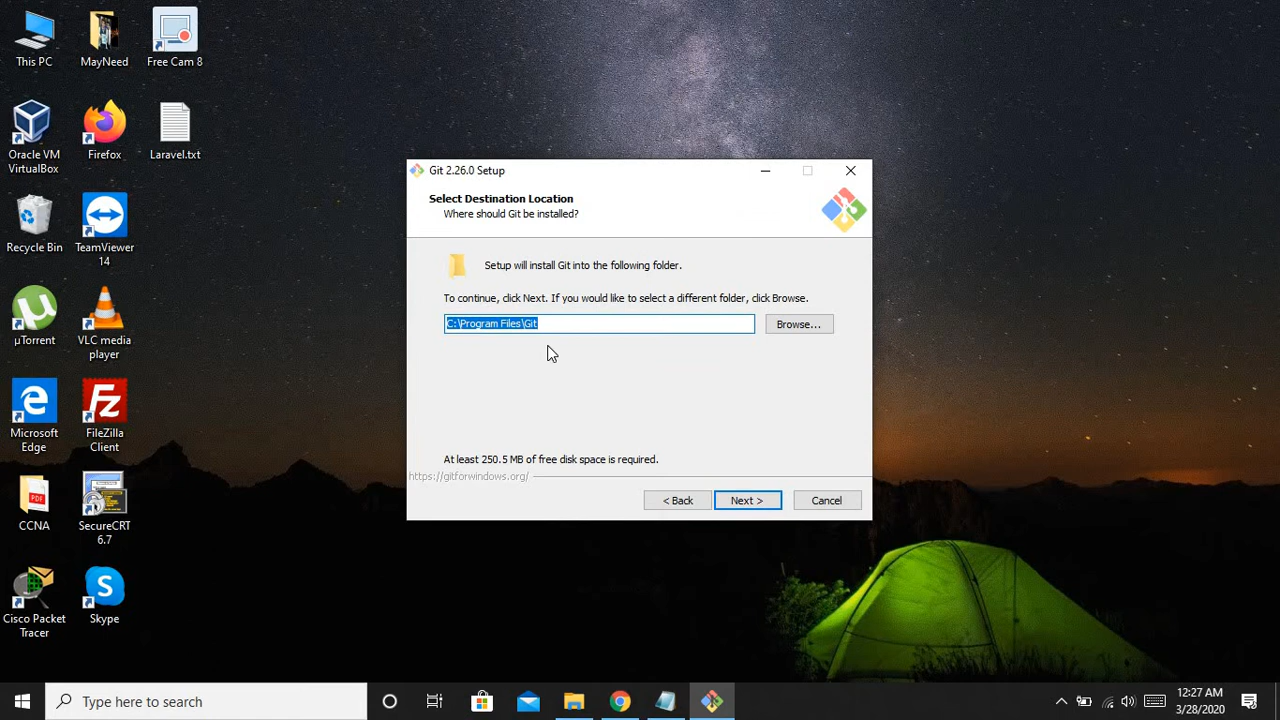 This PC
MayNeed
Free Cam 8
Oracle VM
VirtualBox
Firefox
Laravel.txt
Recycle Bin
TeamViewer
14
µTorrent
VLC media
player
Microsoft
Edge
FileZilla
Client
PDF
CCNA
SecureCRT
6.7
Cisco Packet
Tracer
Skype
Git 2.26.0 Setup
Select Destination Location
Where should Git be installed?
Setup will install Git into the following folder.
To continue, click Next. If you would like to select a different folder, click Browse.
C:\Program Files\Git
Browse...
At least 250.5 MB of free disk space is required.
https://gitforwindows.org/
< Back
Next >
Cancel
Type here to search
12:27 AM
3/28/2020